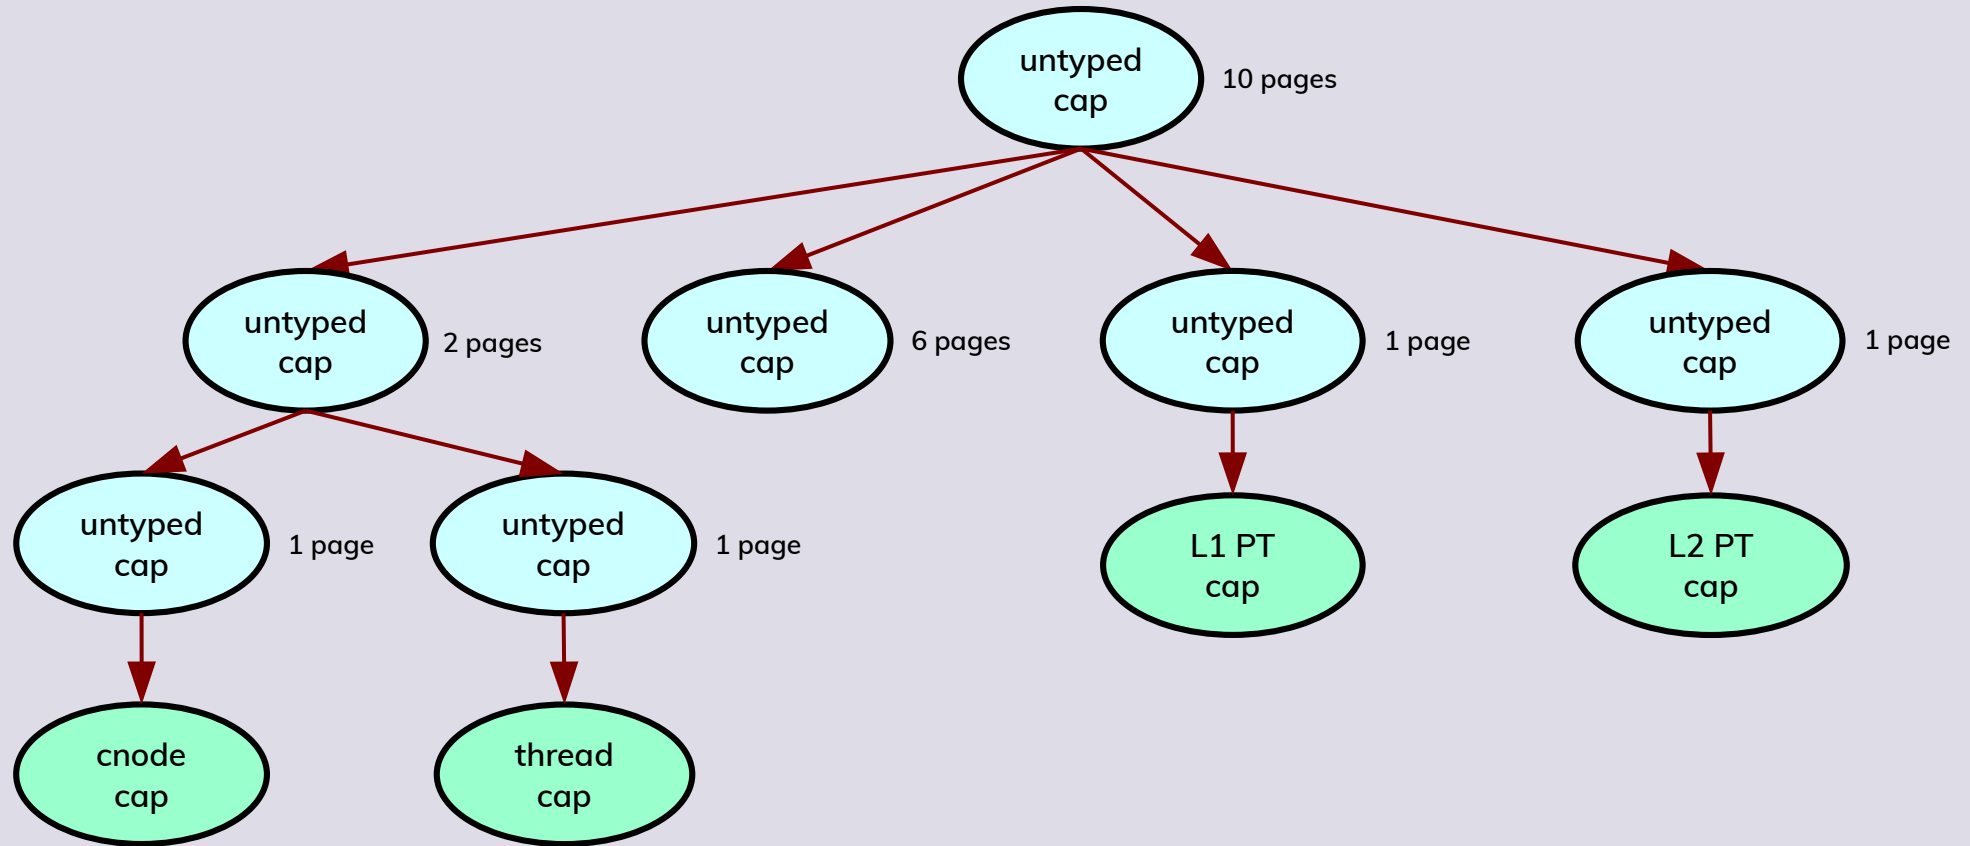 untyped
cap
10 pages
untyped
cap
2 pages
untyped
cap
6 pages
untyped
cap
1 page
untyped
cap
1 page
untyped
cap
1 page
untyped
cap
1 page
L1 PT
cap
L2 PT
cap
cnode
cap
thread
cap